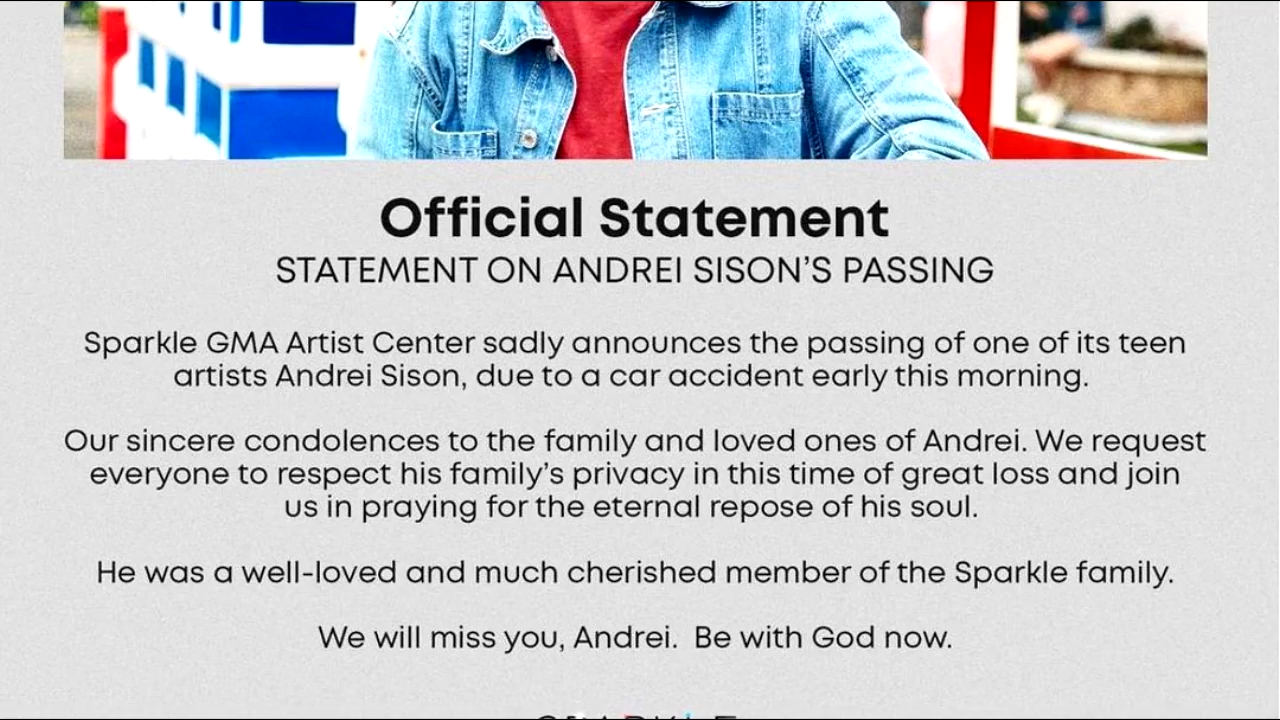 Official Statement
STATEMENT ON ANDREI SISON'S PASSING
Sparkle GMA Artist Center sadly announces the passing of one of its teen
artists Andrei Sison, due to a car accident early this morning.
Our sincere condolences to the family and loved ones of Andrei. We request
everyone to respect his family's privacy in this time of great loss and join
us in praying for the eternal repose of his soul.
He was a well-loved and much cherished member of the Sparkle family.
We will miss you, Andrei.  Be with God now.